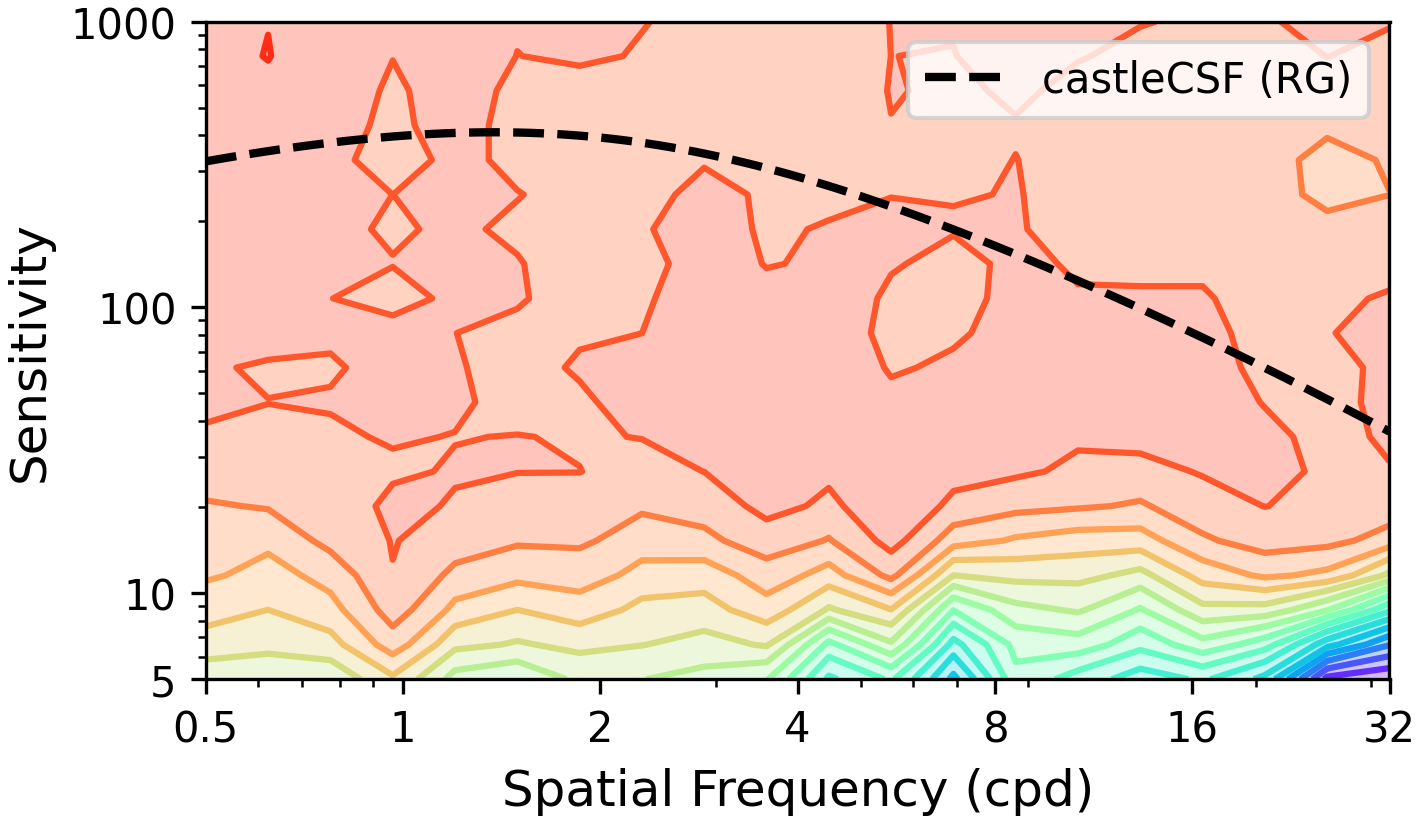 1000
castleCSF (RG)
Sensitivity
100
10
5
0.5 1 2 4 8 16 32
Spatial Frequency (cpd)